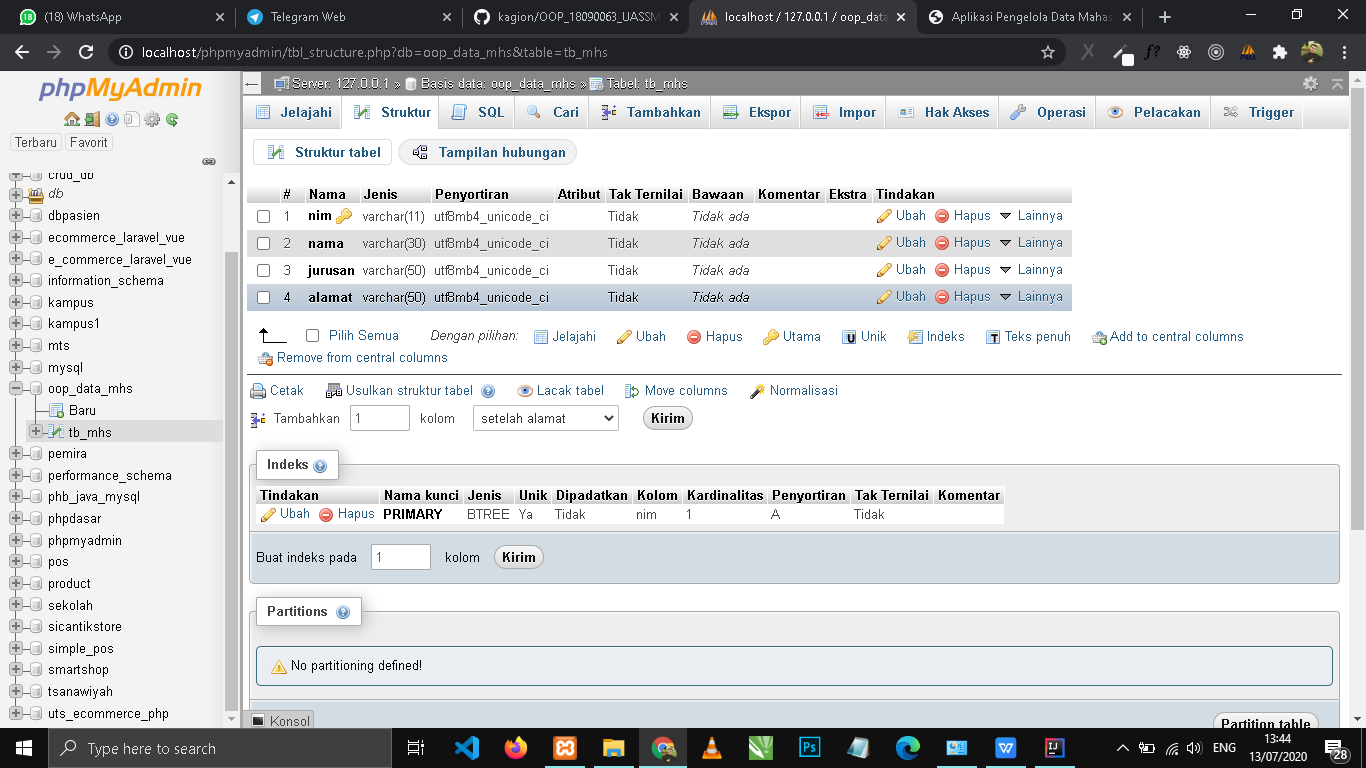 (18) WhatsApp
Telegram Web
kagion/OOP_18090063_UASSM
localhost / 127.0.0.1 / oop_data
Aplikasi Pengelola Data Mahas
localhost/phpmyadmin/tbl_structure.php?db=oop_data_mhs&table=tb_mhs
phpMyAdmin
Terbaru Favorit
crud_db
db
dbpasien
ecommerce_laravel_vue
e_commerce_laravel_vue
information_schema
kampus
kampus1
mts
mysql
oop_data_mhs
Baru
tb_mhs
pemira
performance_schema
phb_java_mysql
phpdasar
phpmyadmin
pos
product
sekolah
sicantikstore
simple_pos
smartshop
tsanawiyah
uts_ecommerce_php
Server: 127.0.0.1 » Basis data: oop_data_mhs » Tabel: tb_mhs
Jelajahi Struktur SQL Cari Tambahkan Ekspor Impor Hak Akses Operasi Pelacakan Trigger
Struktur tabel Tampilan hubungan
# Nama Jenis Penyortiran Atribut Tak Ternilai Bawaan Komentar Ekstra Tindakan
1 nim varchar(11) utf8mb4_unicode_ci Tidak Tidak ada Ubah Hapus Lainnya
2 nama varchar(30) utf8mb4_unicode_ci Tidak Tidak ada Ubah Hapus Lainnya
3 jurusan varchar(50) utf8mb4_unicode_ci Tidak Tidak ada Ubah Hapus Lainnya
4 alamat varchar(50) utf8mb4_unicode_ci Tidak Tidak ada Ubah Hapus Lainnya
Pilih Semua Dengan pilihan: Jelajahi Ubah Hapus Utama Unik Indeks Teks penuh Add to central columns
Remove from central columns
Cetak Usulkan struktur tabel Lacak tabel Move columns Normalisasi
Tambahkan 1 kolom setelah alamat Kirim
Indeks
Tindakan Nama kunci Jenis Unik Dipadatkan Kolom Kardinalitas Penyortiran Tak Ternilai Komentar
Ubah Hapus PRIMARY BTREE Ya Tidak nim 1 A Tidak
Buat indeks pada 1 kolom Kirim
Partitions
No partitioning defined!
Partition table
Konsol
Type here to search
ENG
13:44
13/07/2020
28